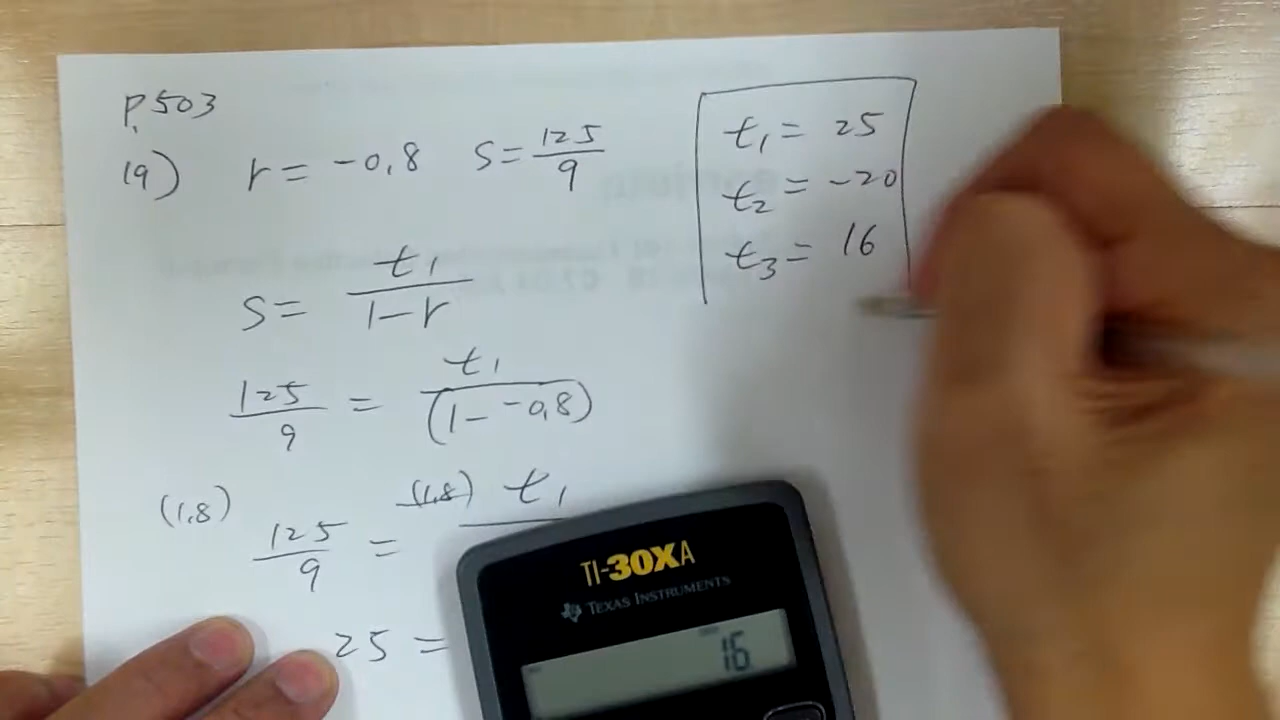 P.503
19) r = -0.8 S = 125/9
t₁ = 25
t₂ = -20
t₃ = 16
S = t₁/(1-r)
125/9 = t₁/(1--0.8)
(1.8) 125/9 = (1.8) t₁
25 =
TI-30XA
TEXAS INSTRUMENTS
16